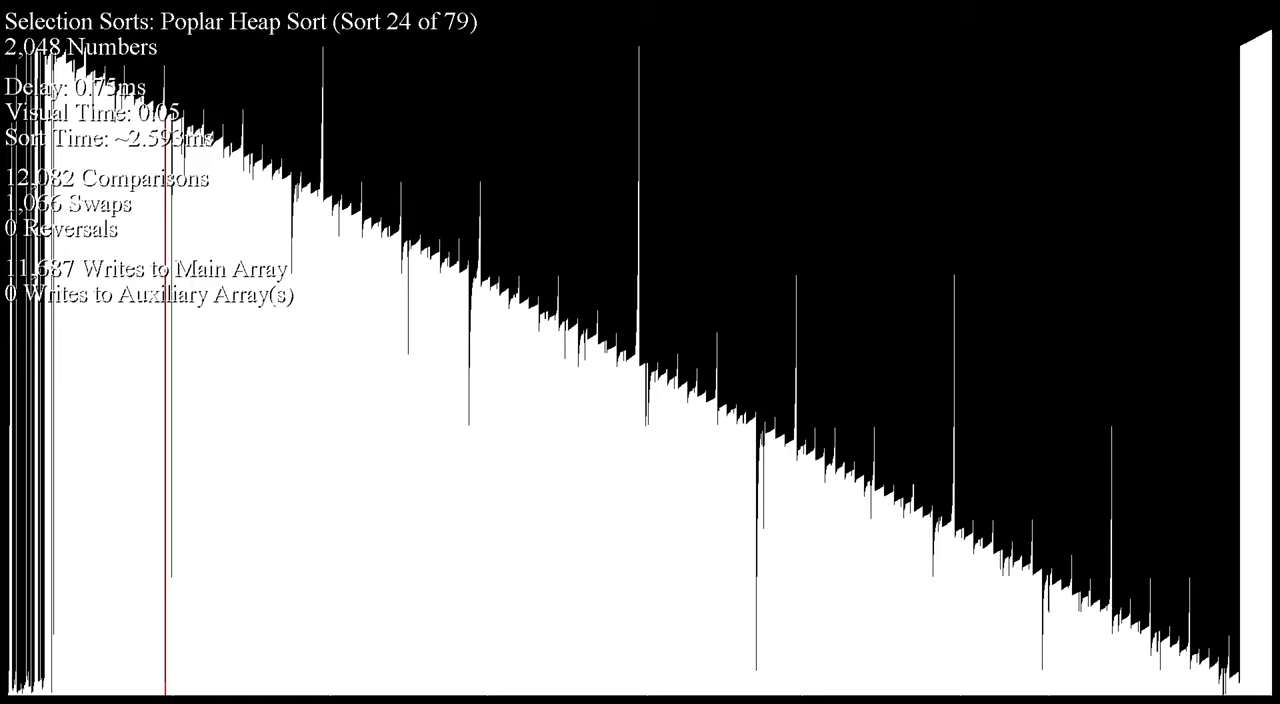 Selection Sorts: Poplar Heap Sort (Sort 24 of 79)
2,048 Numbers
Delay: 0.75ms
Visual Time: 0:05
Sort Time: ~2.593ms
12,082 Comparisons
1,066 Swaps
0 Reversals
11,687 Writes to Main Array
0 Writes to Auxiliary Array(s)